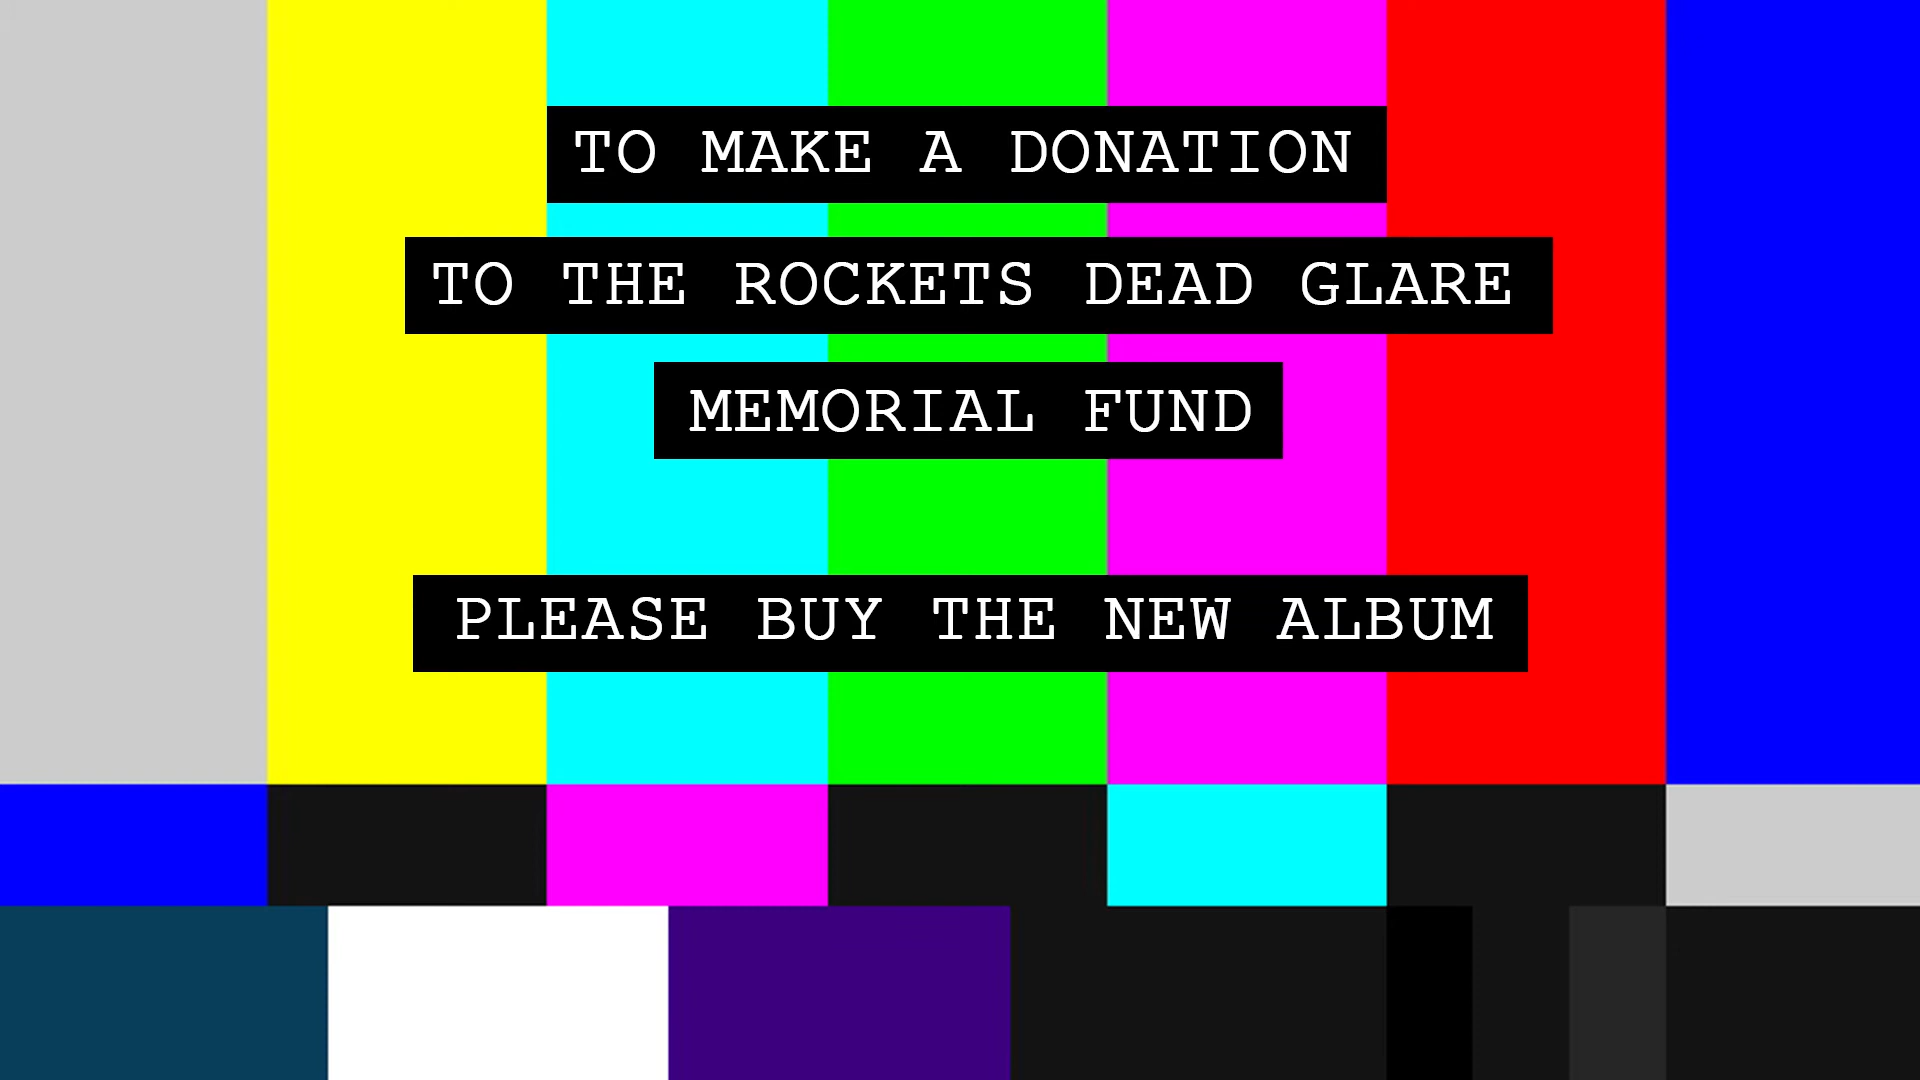 TO MAKE A DONATION
TO THE ROCKETS DEAD GLARE
MEMORIAL FUND
PLEASE BUY THE NEW ALBUM